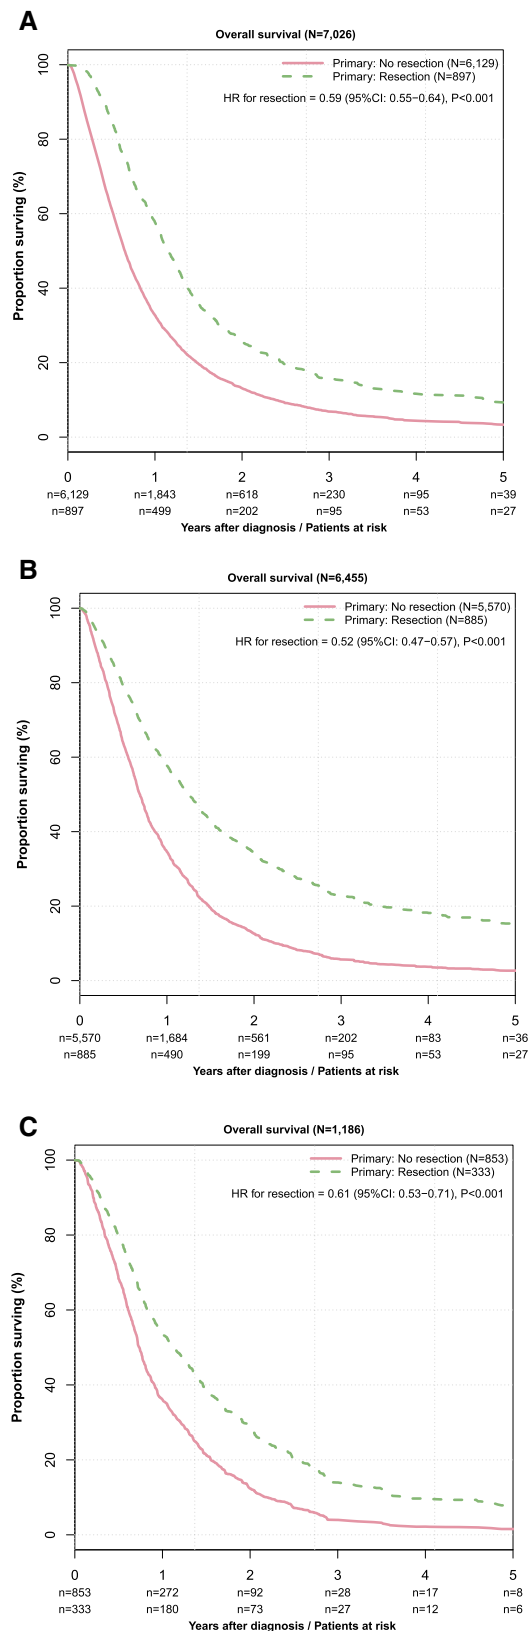 A
Overall survival (N=7,026)
Primary: No resection (N=6,129)
Primary: Resection (N=897)
HR for resection = 0.59 (95%CI: 0.55−0.64), P<0.001
Proportion surving (%)
100
80
60
40
20
0
0 1 2 3 4 5
n=6,129 n=1,843 n=618 n=230 n=95 n=39
n=897 n=499 n=202 n=95 n=53 n=27
Years after diagnosis / Patients at risk
B
Overall survival (N=6,455)
Primary: No resection (N=5,570)
Primary: Resection (N=885)
HR for resection = 0.52 (95%CI: 0.47−0.57), P<0.001
Proportion surving (%)
100
80
60
40
20
0
0 1 2 3 4 5
n=5,570 n=1,684 n=561 n=202 n=83 n=36
n=885 n=490 n=199 n=95 n=53 n=27
Years after diagnosis / Patients at risk
C
Overall survival (N=1,186)
Primary: No resection (N=853)
Primary: Resection (N=333)
HR for resection = 0.61 (95%CI: 0.53−0.71), P<0.001
Proportion surving (%)
100
80
60
40
20
0
0 1 2 3 4 5
n=853 n=272 n=92 n=28 n=17 n=8
n=333 n=180 n=73 n=27 n=12 n=6
Years after diagnosis / Patients at risk